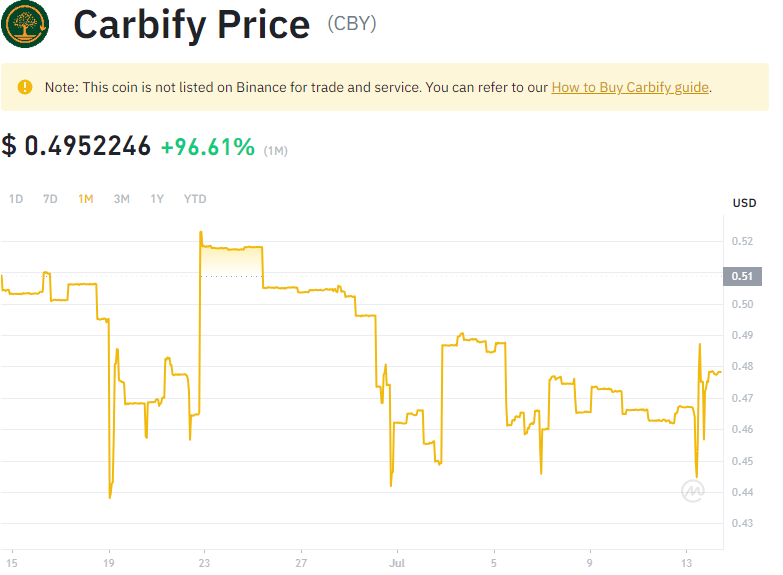 Carbify Price (CBY)
Note: This coin is not listed on Binance for trade and service. You can refer to our How to Buy Carbify guide.
$ 0.4952246 +96.61% (1M)
1D 7D 1M 3M 1Y YTD
USD
0.52
0.51
0.50
0.49
0.48
0.47
0.46
0.45
0.44
0.43
15 19 23 27 Jul 5 9 13